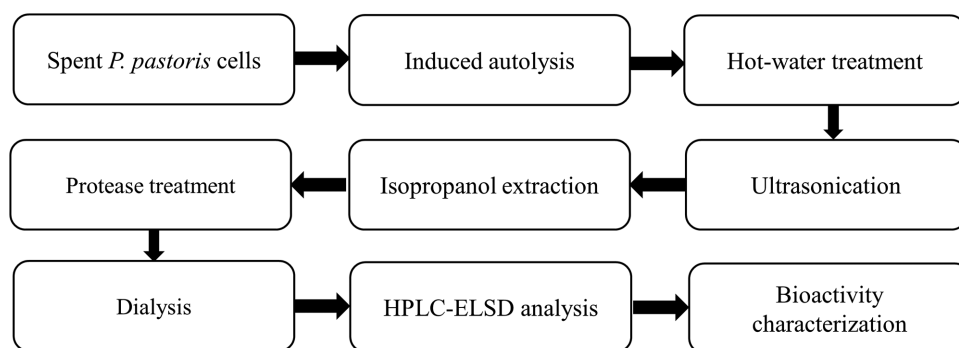 Spent P. pastoris cells
Induced autolysis
Hot-water treatment
Protease treatment
Isopropanol extraction
Ultrasonication
Dialysis
HPLC-ELSD analysis
Bioactivity
characterization